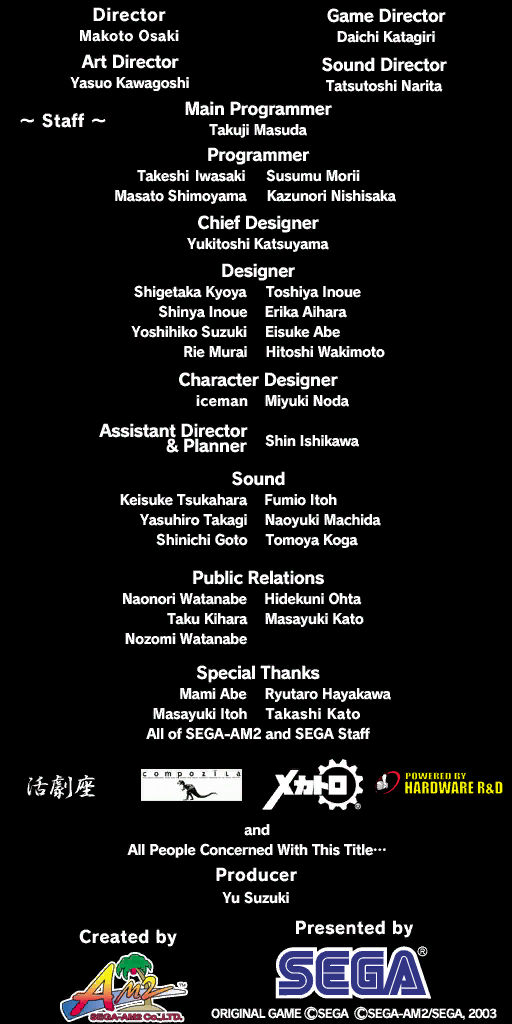 Director
Makoto Osaki
Game Director
Daichi Katagiri
Art Director
Yasuo Kawagoshi
Sound Director
Tatsutoshi Narita
~ Staff ~
Main Programmer
Takuji Masuda
Programmer
Takeshi Iwasaki Susumu Morii
Masato Shimoyama Kazunori Nishisaka
Chief Designer
Yukitoshi Katsuyama
Designer
Shigetaka Kyoya Toshiya Inoue
Shinya Inoue Erika Aihara
Yoshihiko Suzuki Eisuke Abe
Rie Murai Hitoshi Wakimoto
Character Designer
iceman Miyuki Noda
Assistant Director
& Planner
Shin Ishikawa
Sound
Keisuke Tsukahara Fumio Itoh
Yasuhiro Takagi Naoyuki Machida
Shinichi Goto Tomoya Koga
Public Relations
Naonori Watanabe Hidekuni Ohta
Taku Kihara Masayuki Kato
Nozomi Watanabe
Special Thanks
Mami Abe Ryutaro Hayakawa
Masayuki Itoh Takashi Kato
All of SEGA-AM2 and SEGA Staff
活劇座
compozila
メカトロ®
POWERED BY
HARDWARE R&D
and
All People Concerned With This Title…
Producer
Yu Suzuki
Created by
AM2™
SEGA-AM2 Co.,LTD.
Presented by
SEGA®
ORIGINAL GAME ©SEGA ©SEGA-AM2/SEGA, 2003